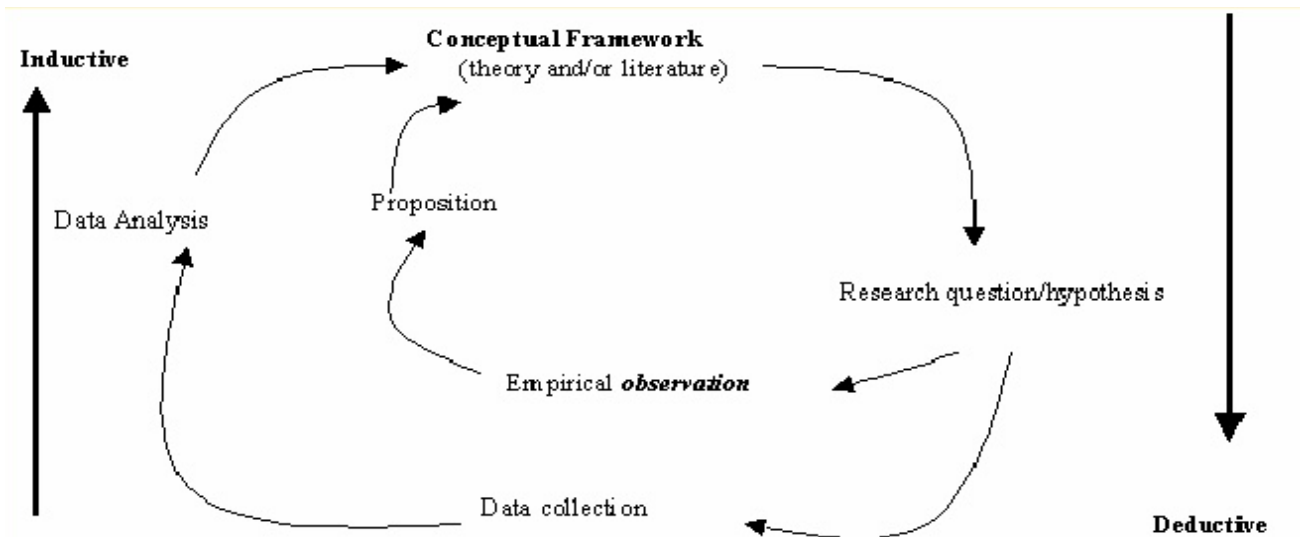 Conceptual Framework
Inductive
(theory and/or literature)
Proposition
Data Analysis
Research question/hypothesis
Empirical observation
Data collection
Deductive